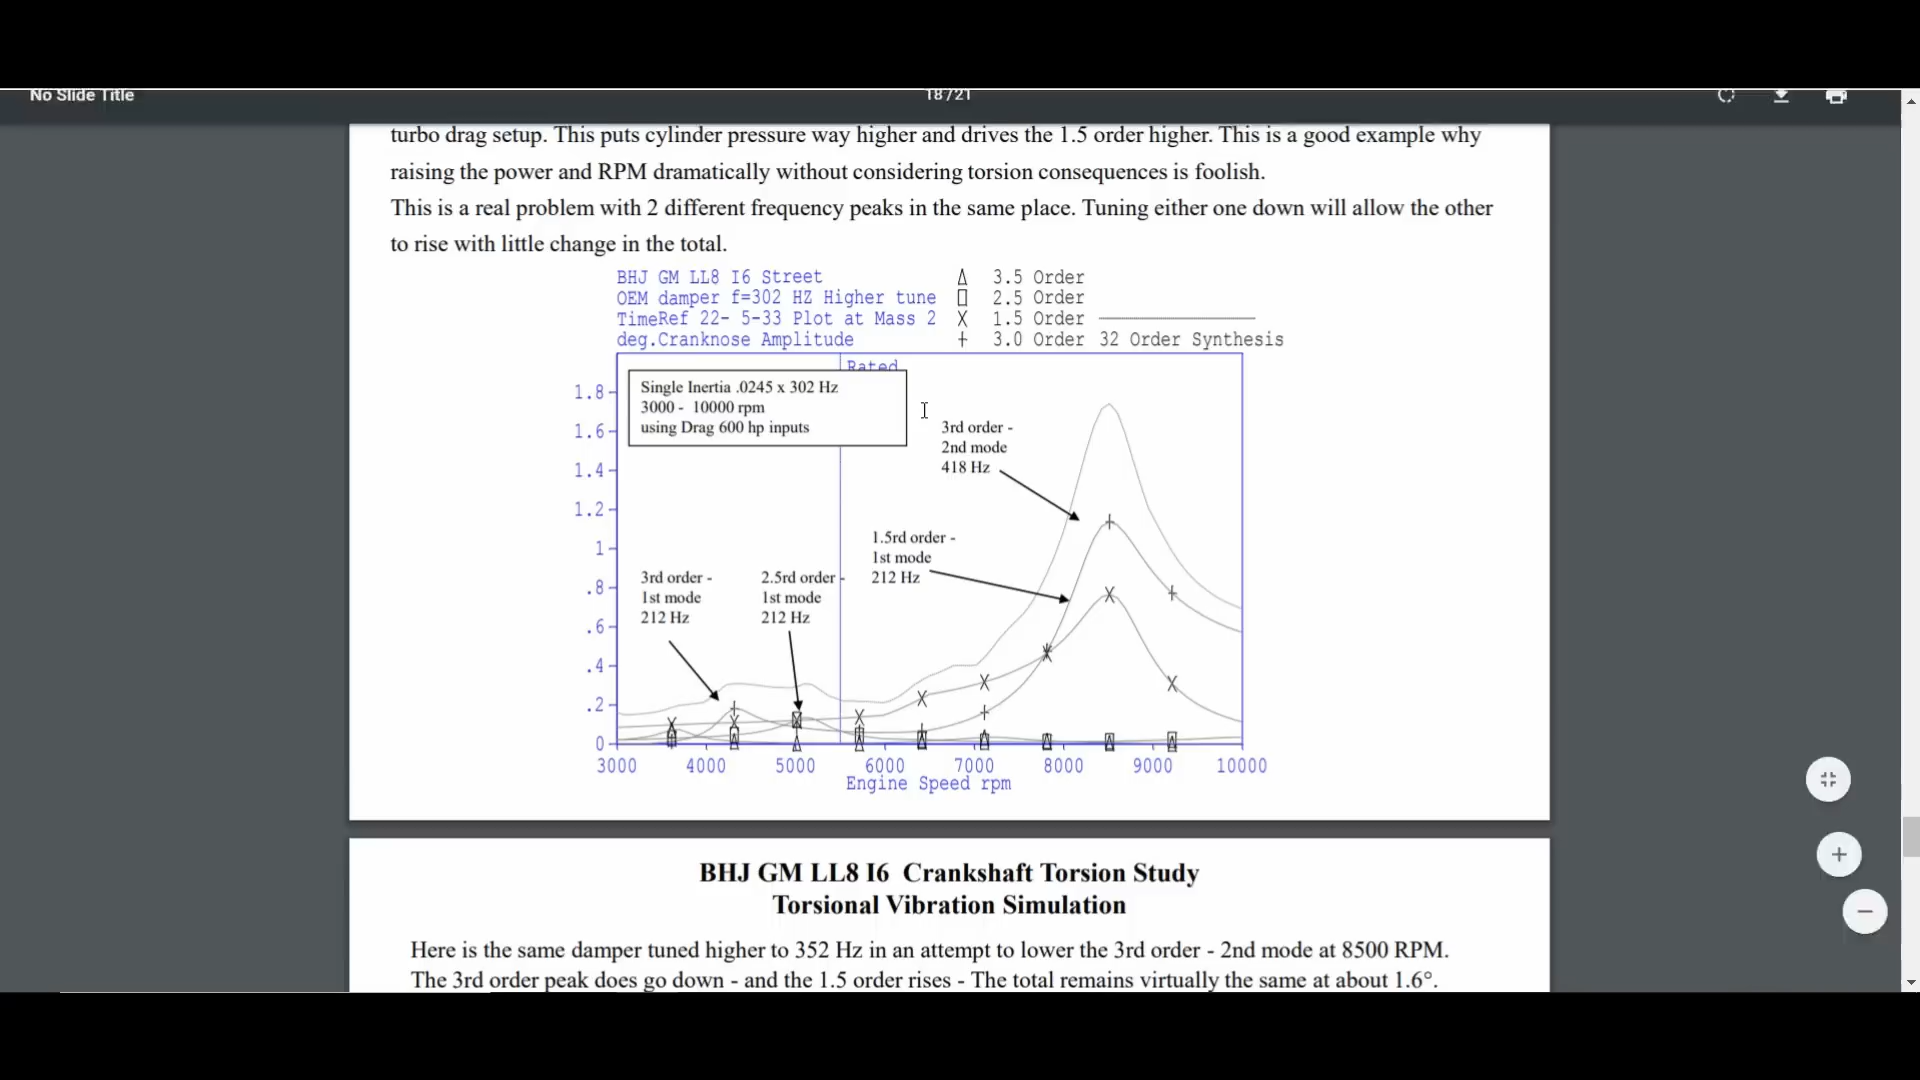 No Slide Title
18 / 21
turbo drag setup. This puts cylinder pressure way higher and drives the 1.5 order higher. This is a good example why
raising the power and RPM dramatically without considering torsion consequences is foolish.
This is a real problem with 2 different frequency peaks in the same place. Tuning either one down will allow the other
to rise with little change in the total.
BHJ GM LL8 I6 Street
OEM damper f=302 HZ Higher tune
TimeRef 22- 5-33 Plot at Mass 2
deg.Cranknose Amplitude
Δ 3.5 Order
▯ 2.5 Order
X 1.5 Order
+ 3.0 Order 32 Order Synthesis
Rated
Single Inertia .0245 x 302 Hz
3000 - 10000 rpm
using Drag 600 hp inputs
1.8
1.6
1.4
1.2
1
.8
.6
.4
.2
0
3rd order -
2nd mode
418 Hz
1.5rd order -
1st mode
212 Hz
3rd order -
1st mode
212 Hz
2.5rd order -
1st mode
212 Hz
3000 4000 5000 6000 7000 8000 9000 10000
Engine Speed rpm
BHJ GM LL8 I6 Crankshaft Torsion Study
Torsional Vibration Simulation
Here is the same damper tuned higher to 352 Hz in an attempt to lower the 3rd order - 2nd mode at 8500 RPM.
The 3rd order peak does go down - and the 1.5 order rises - The total remains virtually the same at about 1.6°.